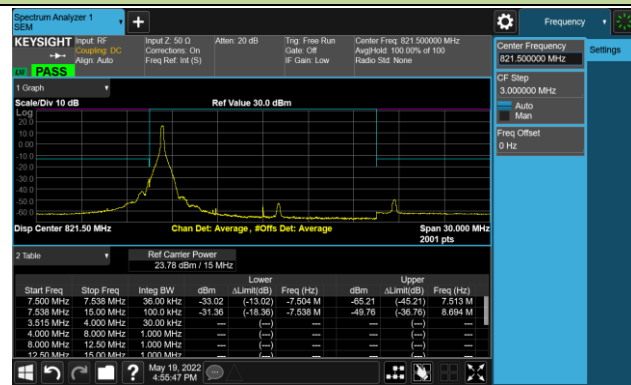 Spectrum Analyzer 1
SEM
Frequency
KEYSIGHT
Input: RF
Coupling: DC
Align: Auto
Input Z: 50 Ω
Corrections: On
Freq Ref: Int (S)
Atten: 20 dB
Trig: Free Run
Gate: Off
IF Gain: Low
Center Freq: 821.500000 MHz
Avg|Hold: 100.00% of 100
Radio Std: None
PASS
Center Frequency
821.500000 MHz
Settings
CF Step
3.000000 MHz
Auto
Man
Freq Offset
0 Hz
1 Graph
Scale/Div 10 dB
Ref Value 30.0 dBm
Log
20.0
10.0
0.00
-10.0
-20.0
-30.0
-40.0
-50.0
-60.0
Disp Center 821.50 MHz
Chan Det: Average , #Offs Det: Average
Span 30.000 MHz
2001 pts
2 Table
Ref Carrier Power
23.78 dBm / 15 MHz
Lower Upper
Start Freq Stop Freq Integ BW dBm ΔLimit(dB) Freq (Hz) dBm ΔLimit(dB) Freq (Hz)
7.500 MHz 7.538 MHz 36.00 kHz -33.02 (-13.02) -7.504 M -65.21 (-45.21) 7.513 M
7.538 MHz 15.00 MHz 100.0 kHz -31.36 (-18.36) -7.538 M -49.76 (-36.76) 8.694 M
3.515 MHz 4.000 MHz 30.00 kHz --- (---) --- --- (---) ---
4.000 MHz 8.000 MHz 1.000 MHz --- (---) --- --- (---) ---
8.000 MHz 12.50 MHz 1.000 MHz --- (---) --- --- (---) ---
12.50 MHz 15.00 MHz 1.000 MHz --- (---) --- --- (---) ---
?
May 19, 2022
4:55:47 PM